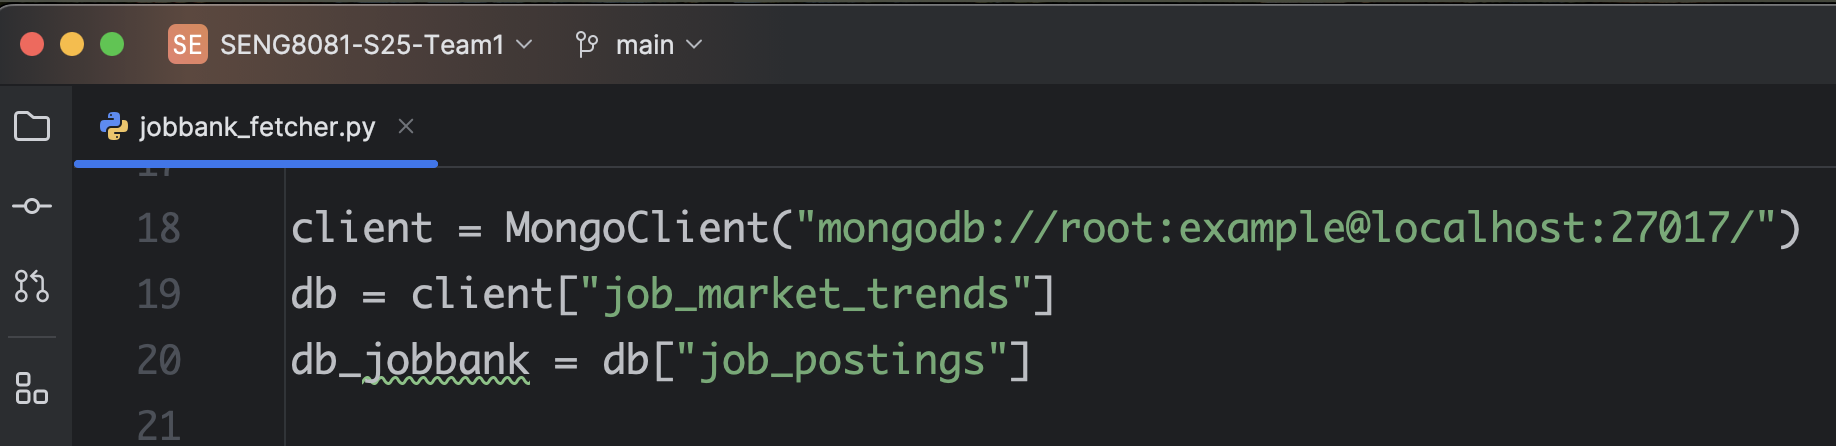 SE SENG8081-S25-Team1 main
jobbank_fetcher.py
17
18 client = MongoClient("mongodb://root:example@localhost:27017/")
19 db = client["job_market_trends"]
20 db_jobbank = db["job_postings"]
21